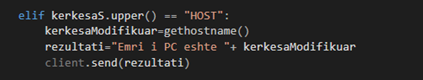 elif kerkesaS.upper() == "HOST":
kerkesaModifikuar=gethostname()
rezultati="Emri i PC eshte "+ kerkesaModifikuar
client.send(rezultati)